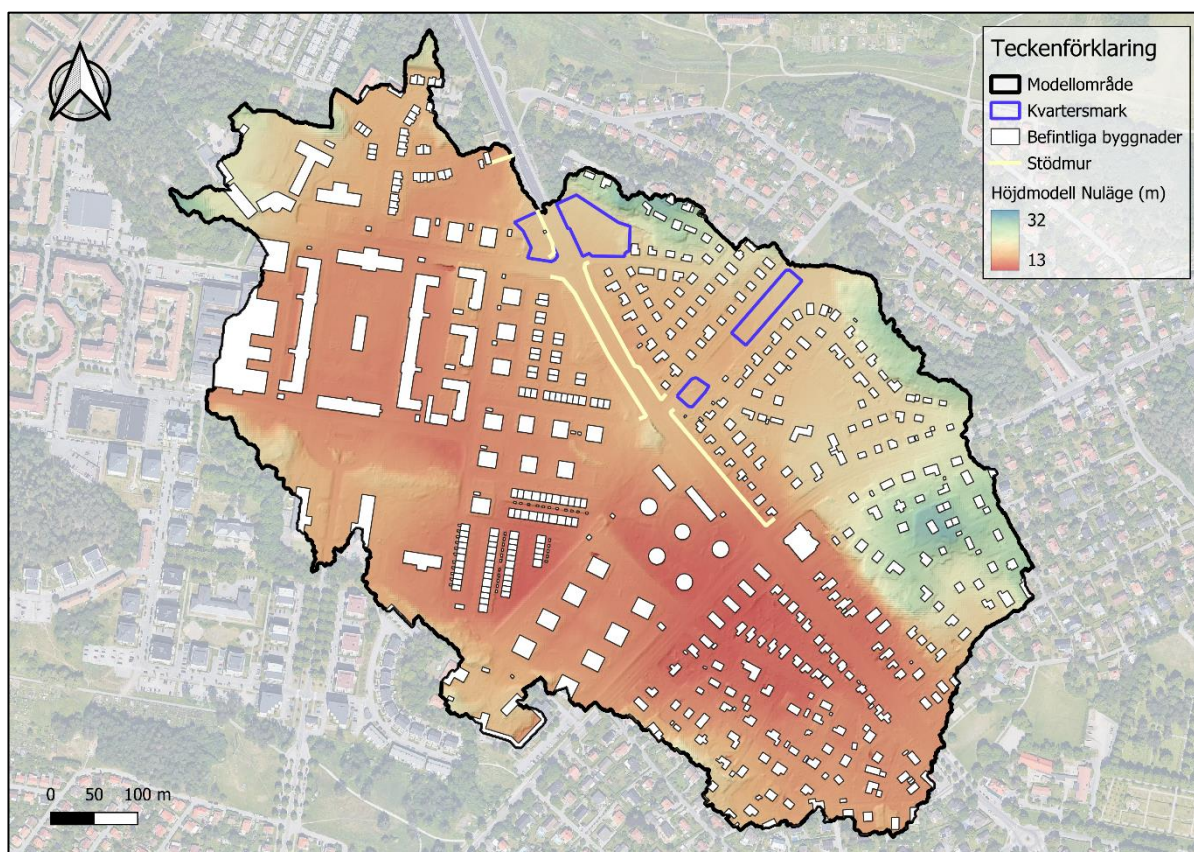 Teckenförklaring
Modellområde
Kvartersmark
Befintliga byggnader
Stödmur
Höjdmodell Nuläge (m)
32
13
0 50 100 m